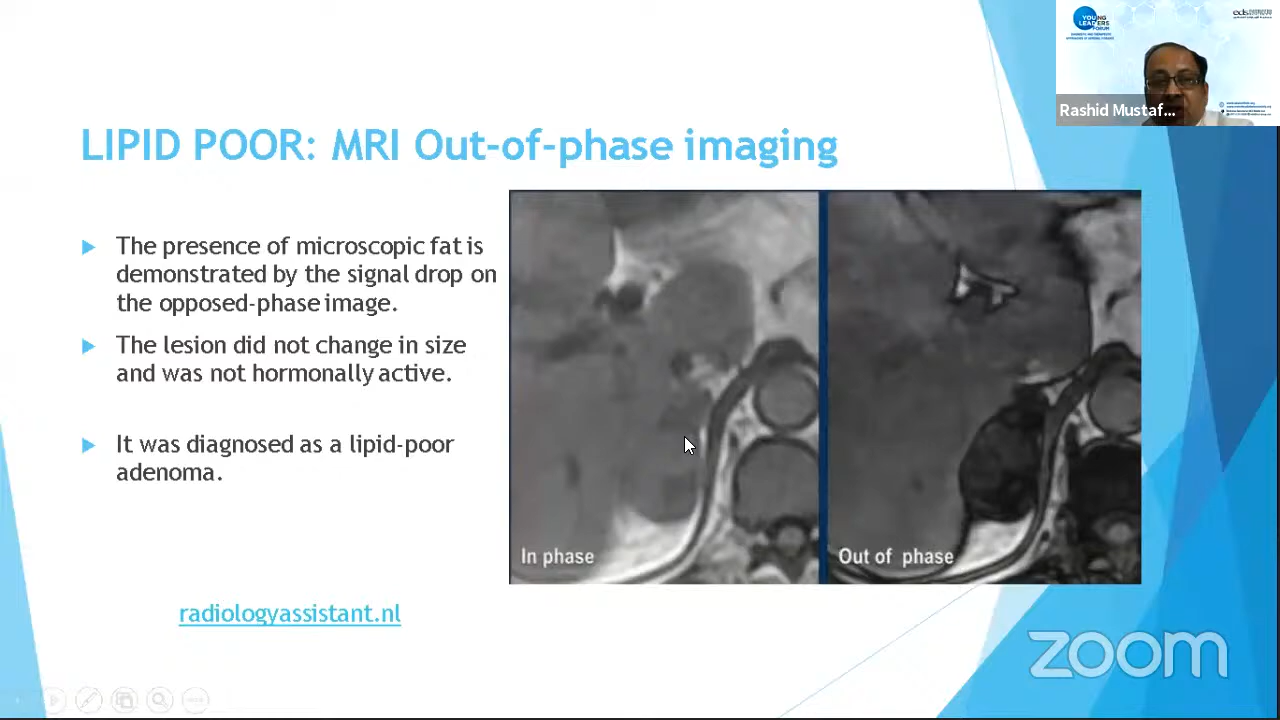 YOUNG
LEADERS
FORUM
Rashid Mustaf...
LIPID POOR: MRI Out-of-phase imaging
The presence of microscopic fat is
demonstrated by the signal drop on
the opposed-phase image.
The lesion did not change in size
and was not hormonally active.
It was diagnosed as a lipid-poor
adenoma.
In phase
Out of phase
radiologyassistant.nl
zoom